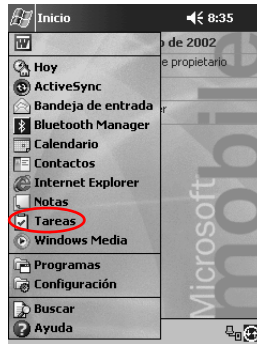 Inicio 8:35
o de 2002
Hoy
e propietario
ActiveSync
Bandeja de entrada
er
Bluetooth Manager
Calendario
Contactos
Internet Explorer
Notas
Tareas
Windows Media
Programas
Configuración
Buscar
Ayuda
Microsoft
mobile